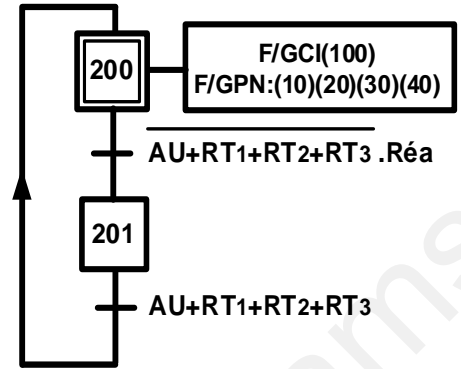 200
F/GCI(100)
F/GPN:(10)(20)(30)(40)
AU+RT1+RT2+RT3 .Réa
201
AU+RT1+RT2+RT3